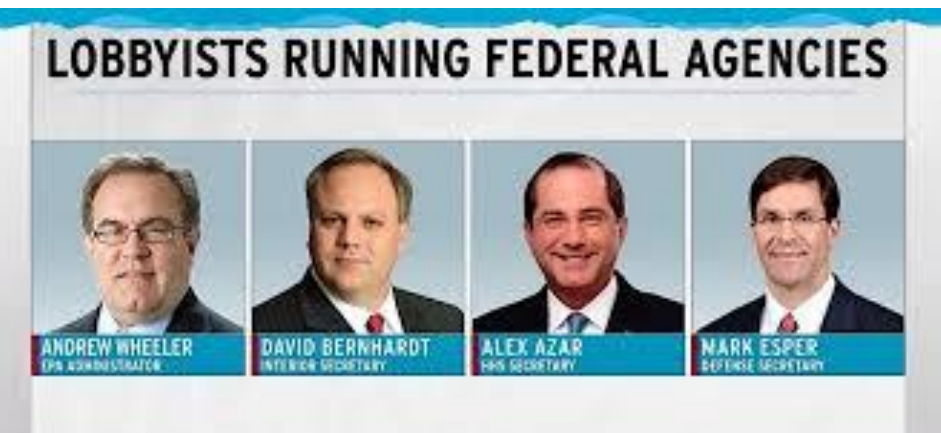 LOBBYISTS RUNNING FEDERAL AGENCIES
ANDREW WHEELER
EPA ADMINISTRATOR
DAVID BERNHARDT
INTERIOR SECRETARY
ALEX AZAR
HHS SECRETARY
MARK ESPER
DEFENSE SECRETARY